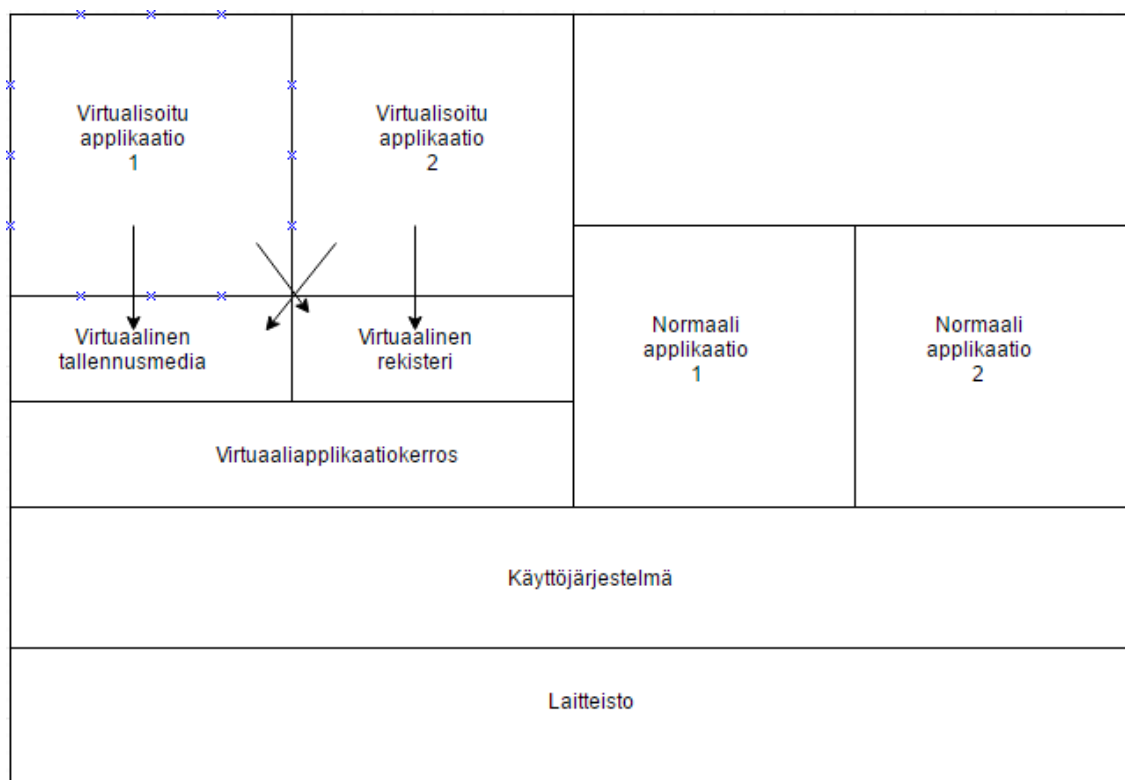 Virtualisoitu
applikaatio
1
Virtualisoitu
applikaatio
2
Virtuaalinen
tallennusmedia
Virtuaalinen
rekisteri
Normaali
applikaatio
1
Normaali
applikaatio
2
Virtuaaliapplikaatiokerros
Käyttöjärjestelmä
Laitteisto